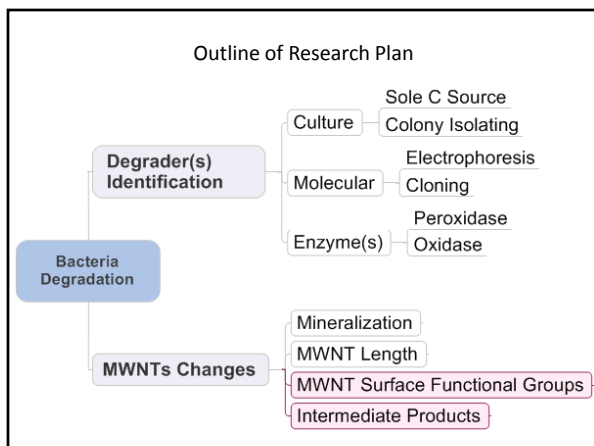 Outline of Research Plan
Bacteria
Degradation
Degrader(s)
Identification
Culture
Sole C Source
Colony Isolating
Molecular
Electrophoresis
Cloning
Enzyme(s)
Peroxidase
Oxidase
MWNTs Changes
Mineralization
MWNT Length
MWNT Surface Functional Groups
Intermediate Products